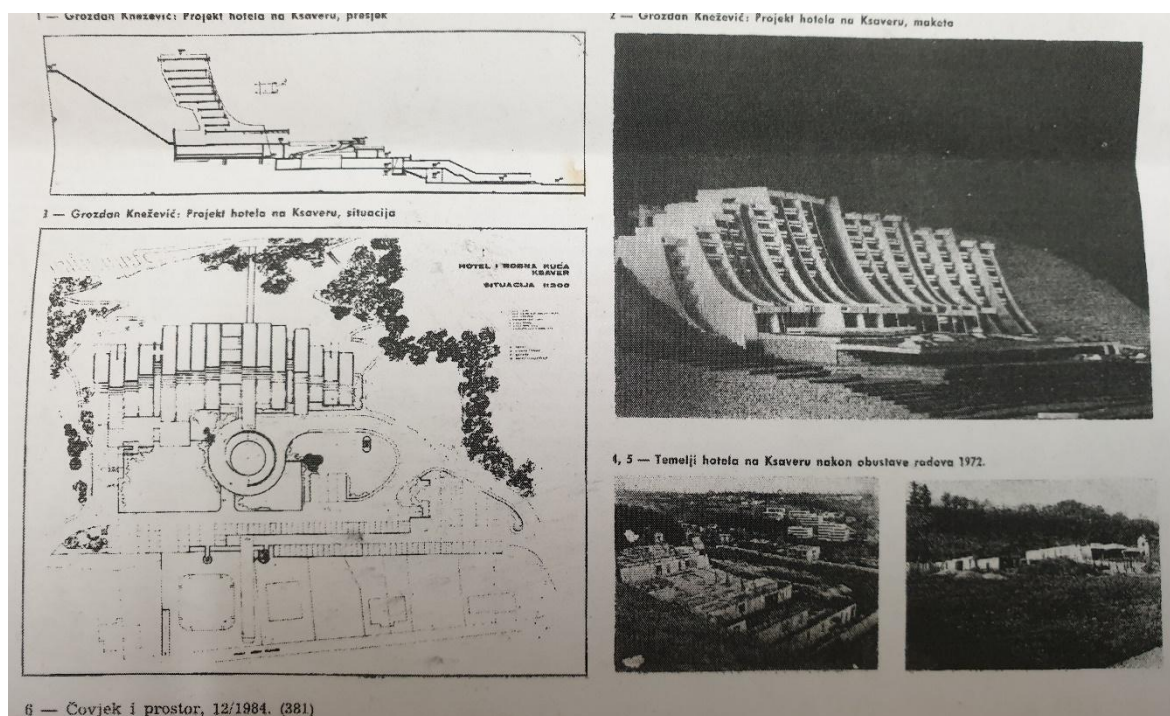 1 — Grozdan Knežević: Projekt hotela na Ksaveru, presjek
2 — Grozdan Knežević: Projekt hotela na Ksaveru, maketa
3 — Grozdan Knežević: Projekt hotela na Ksaveru, situacija
HOTEL I ROBNA KUĆA
KSAVER
SITUACIJA 1:200
4, 5 — Temelji hotela na Ksaveru nakon obustave radova 1972.
6 — Čovjek i prostor, 12/1984. (381)